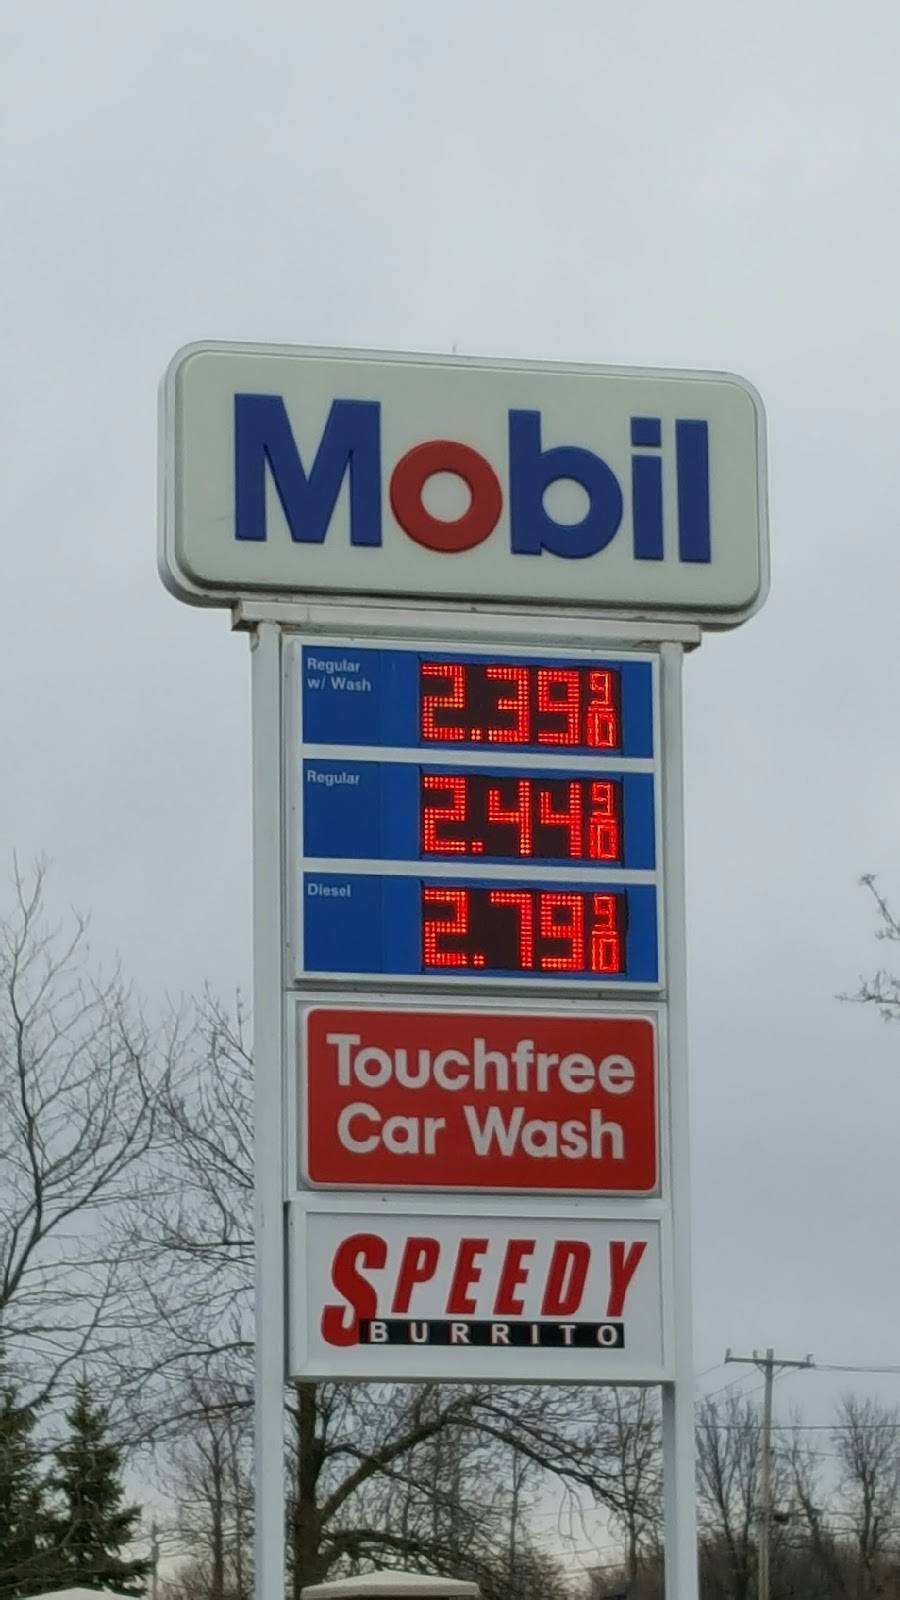 Mobil
Regular
w/ Wash
2.39 9/10
Regular
2.44 9/10
Diesel
2.79 9/10
Touchfree
Car Wash
SPEEDY
BURRITO